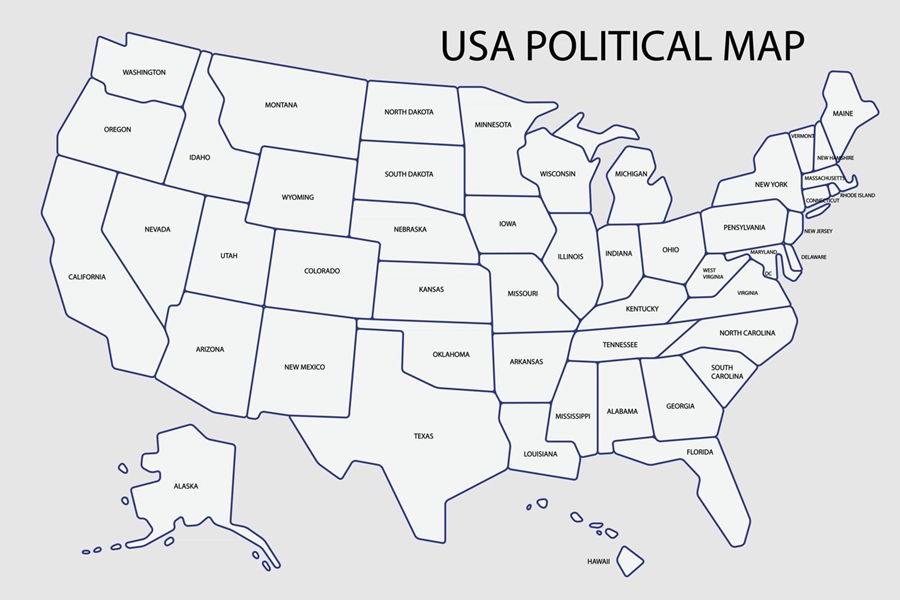 USA POLITICAL MAP
WASHINGTON
MONTANA
NORTH DAKOTA
MINNESOTA
MAINE
OREGON
IDAHO
VERMONT
NEW HAMSHIRE
WYOMING
SOUTH DAKOTA
WISCONSIN
MICHIGAN
NEW YORK
MASSACHUSETTS
RHODE ISLAND
CONNECTICUT
NEVADA
UTAH
NEBRASKA
IOWA
PENSYLVANIA
NEW JERSEY
CALIFORNIA
COLORADO
KANSAS
MISSOURI
ILLINOIS
INDIANA
OHIO
WEST
VIRGINIA
MARYLAND
DELAWARE
DC
VIRGINIA
KENTUCKY
ARIZONA
NEW MEXICO
OKLAHOMA
ARKANSAS
TENNESSEE
NORTH CAROLINA
SOUTH
CAROLINA
TEXAS
LOUISIANA
MISSISSIPPI
ALABAMA
GEORGIA
FLORIDA
ALASKA
HAWAII